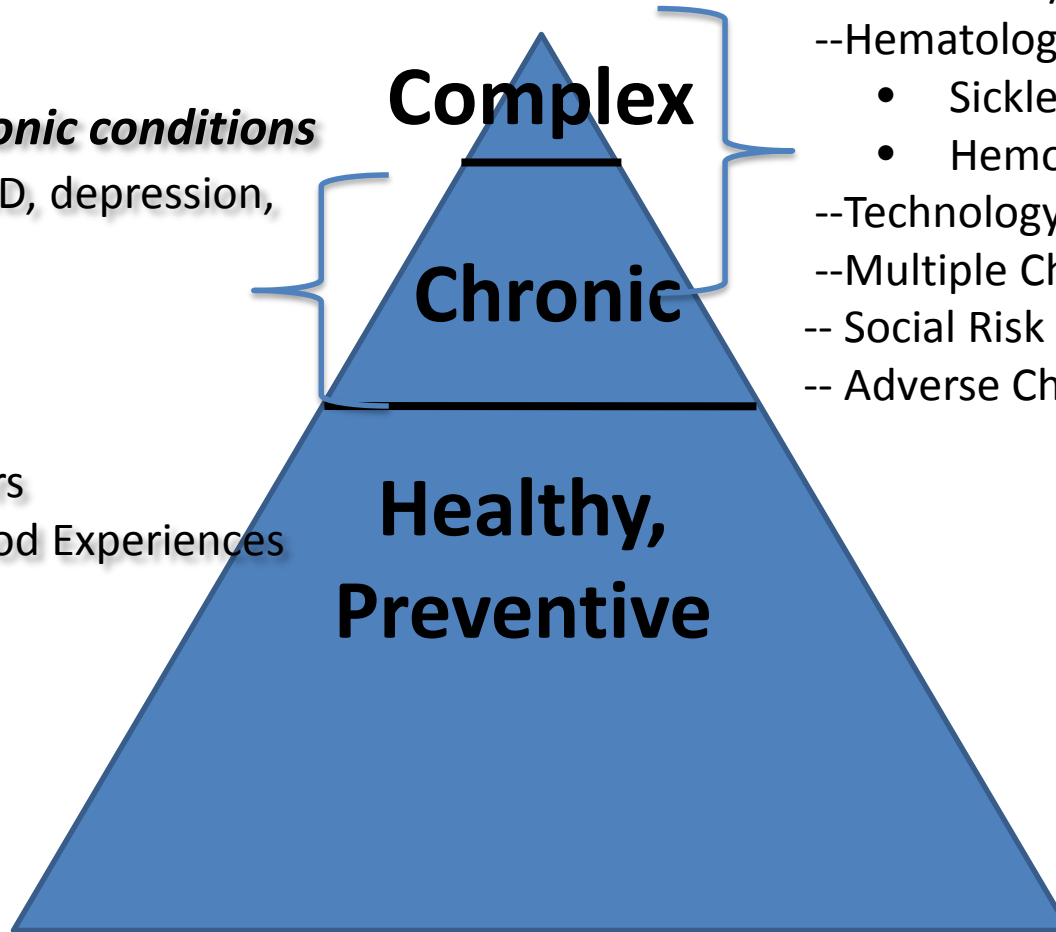 onic conditions
D, depression,
rs
od Experiences
Complex
Chronic
Healthy,
Preventive
--Hematolog
• Sickle
• Hemo
--Technology
--Multiple Ch
-- Social Risk
-- Adverse Ch